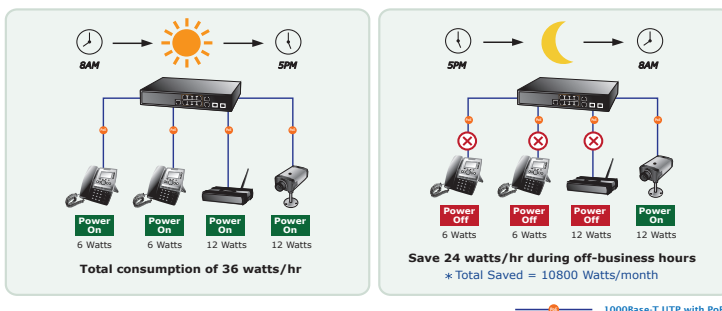 8AM
5PM
Power On
Power On
Power On
Power On
6 Watts
6 Watts
12 Watts
12 Watts
Total consumption of 36 watts/hr
5PM
8AM
Power Off
Power Off
Power Off
Power On
6 Watts
6 Watts
12 Watts
12 Watts
Save 24 watts/hr during off-business hours
* Total Saved = 10800 Watts/month
1000Base-T UTP with PoE